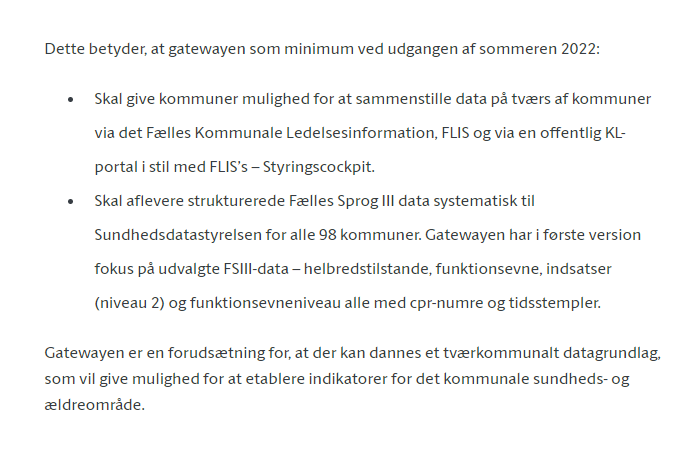 Dette betyder, at gatewayen som minimum ved udgangen af sommeren 2022:
• Skal give kommuner mulighed for at sammenstille data på tværs af kommuner
via det Fælles Kommunale Ledelsesinformation, FLIS og via en offentlig KL-
portal i stil med FLIS's – Styringscockpit.
• Skal aflevere strukturerede Fælles Sprog III data systematisk til
Sundhedsdatastyrelsen for alle 98 kommuner. Gatewayen har i første version
fokus på udvalgte FSIII-data – helbredstilstande, funktionsevne, indsatser
(niveau 2) og funktionsevneniveau alle med cpr-numre og tidsstempler.
Gatewayen er en forudsætning for, at der kan dannes et tværkommunalt datagrundlag,
som vil give mulighed for at etablere indikatorer for det kommunale sundheds- og
ældreområde.